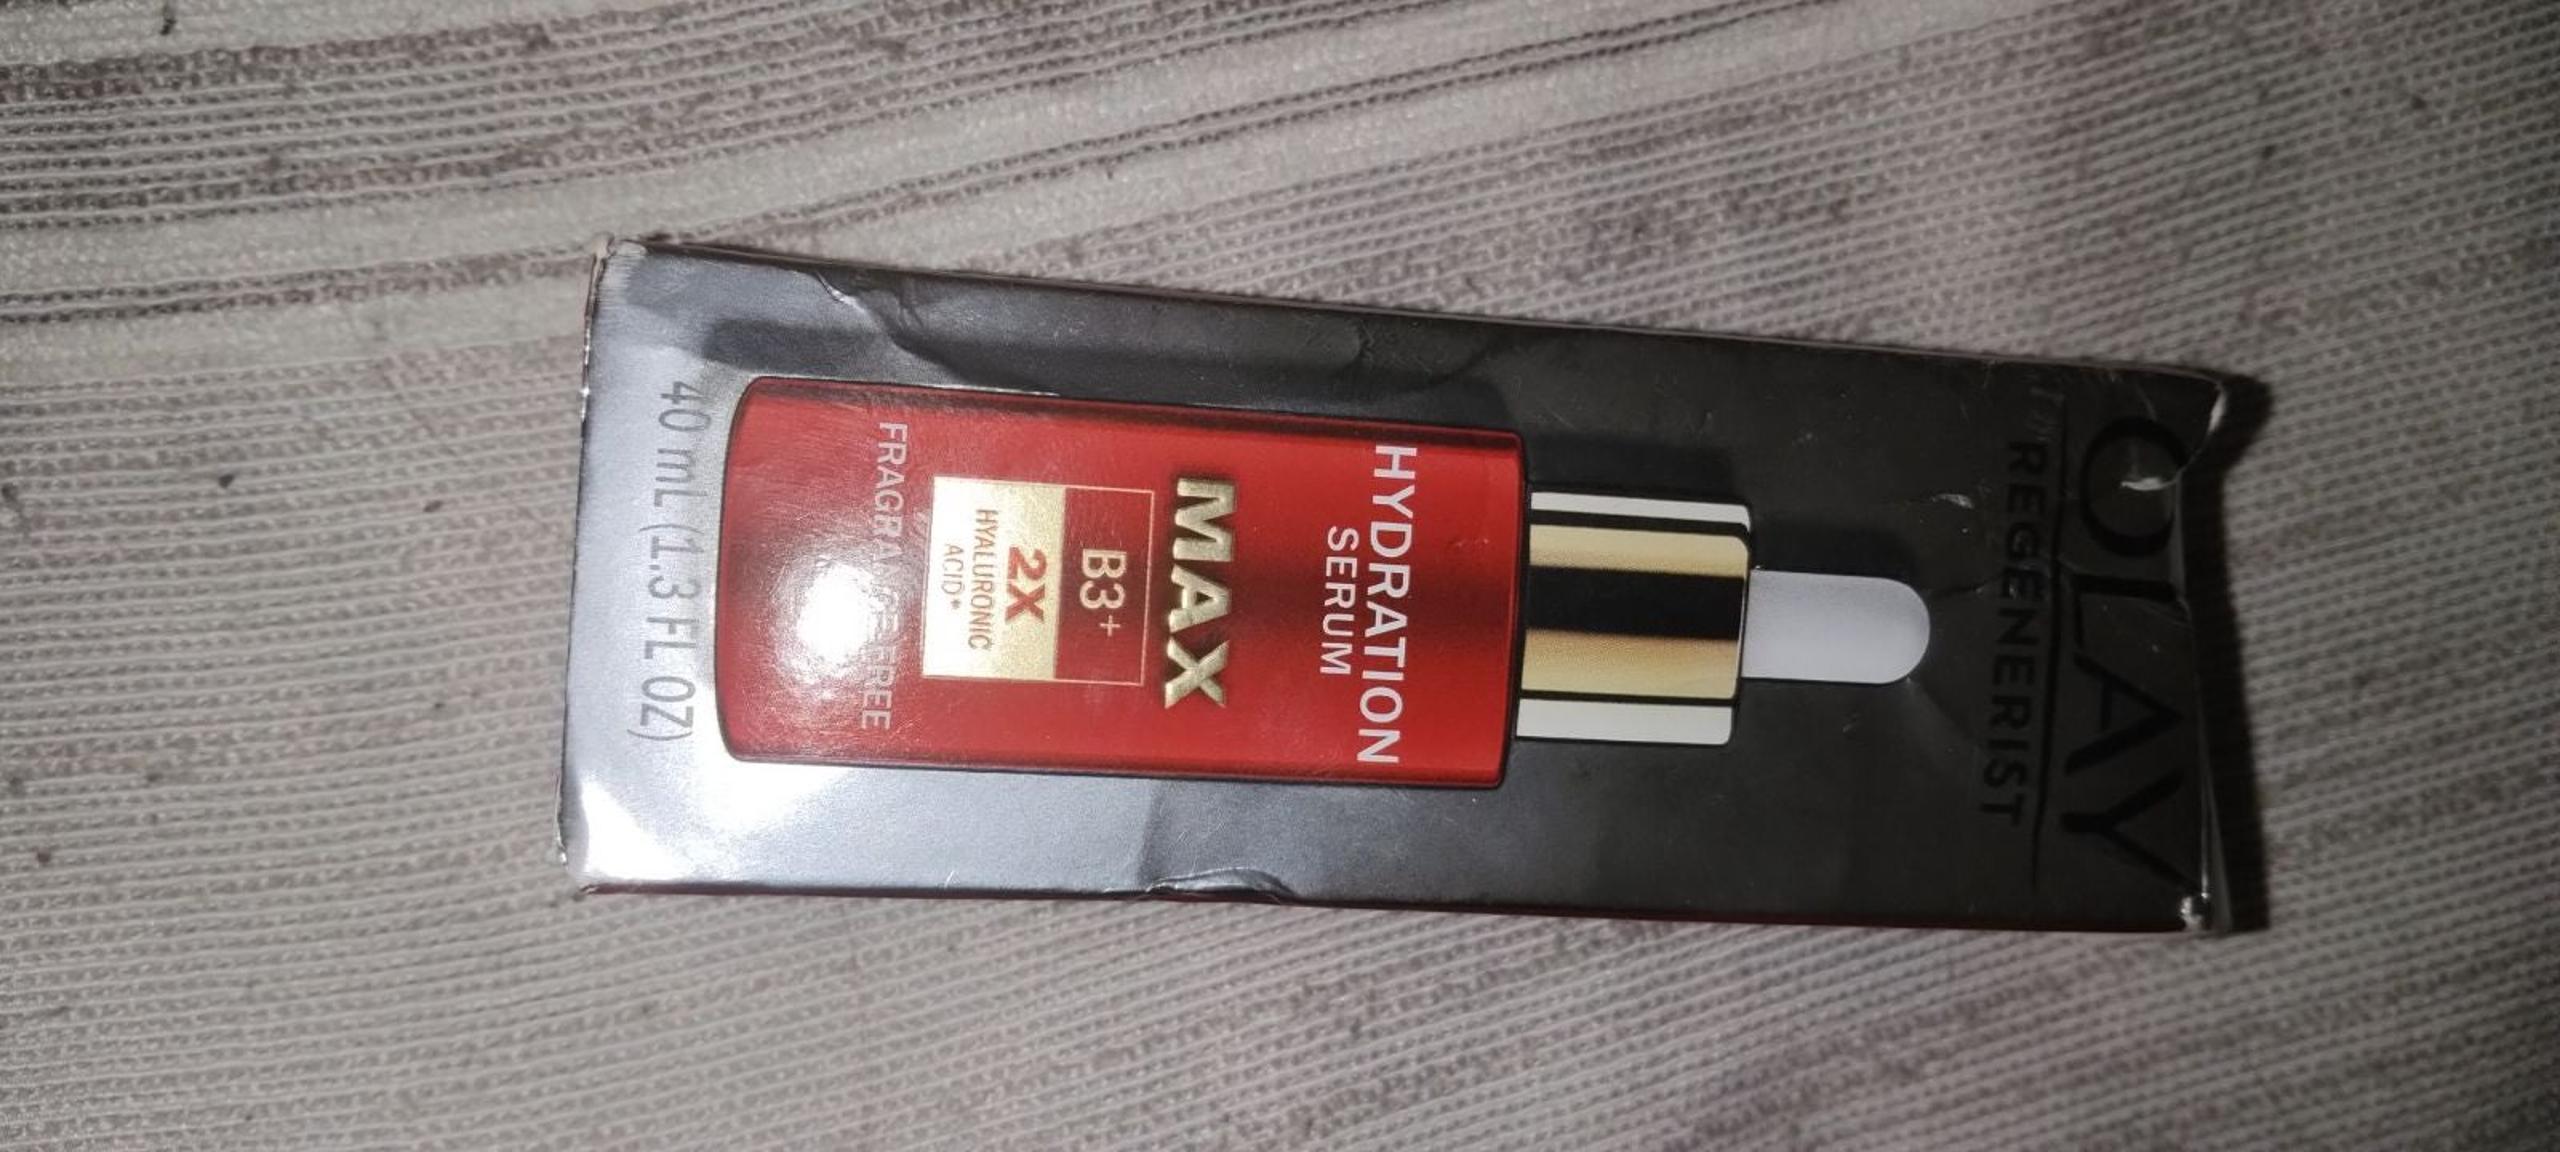 OLAY
REGENERIST
HYDRATION
SERUM
MAX
B3+
2X
HYALURONIC
ACID*
FRAGRANCE-FREE
40 mL (1.3 FL OZ)